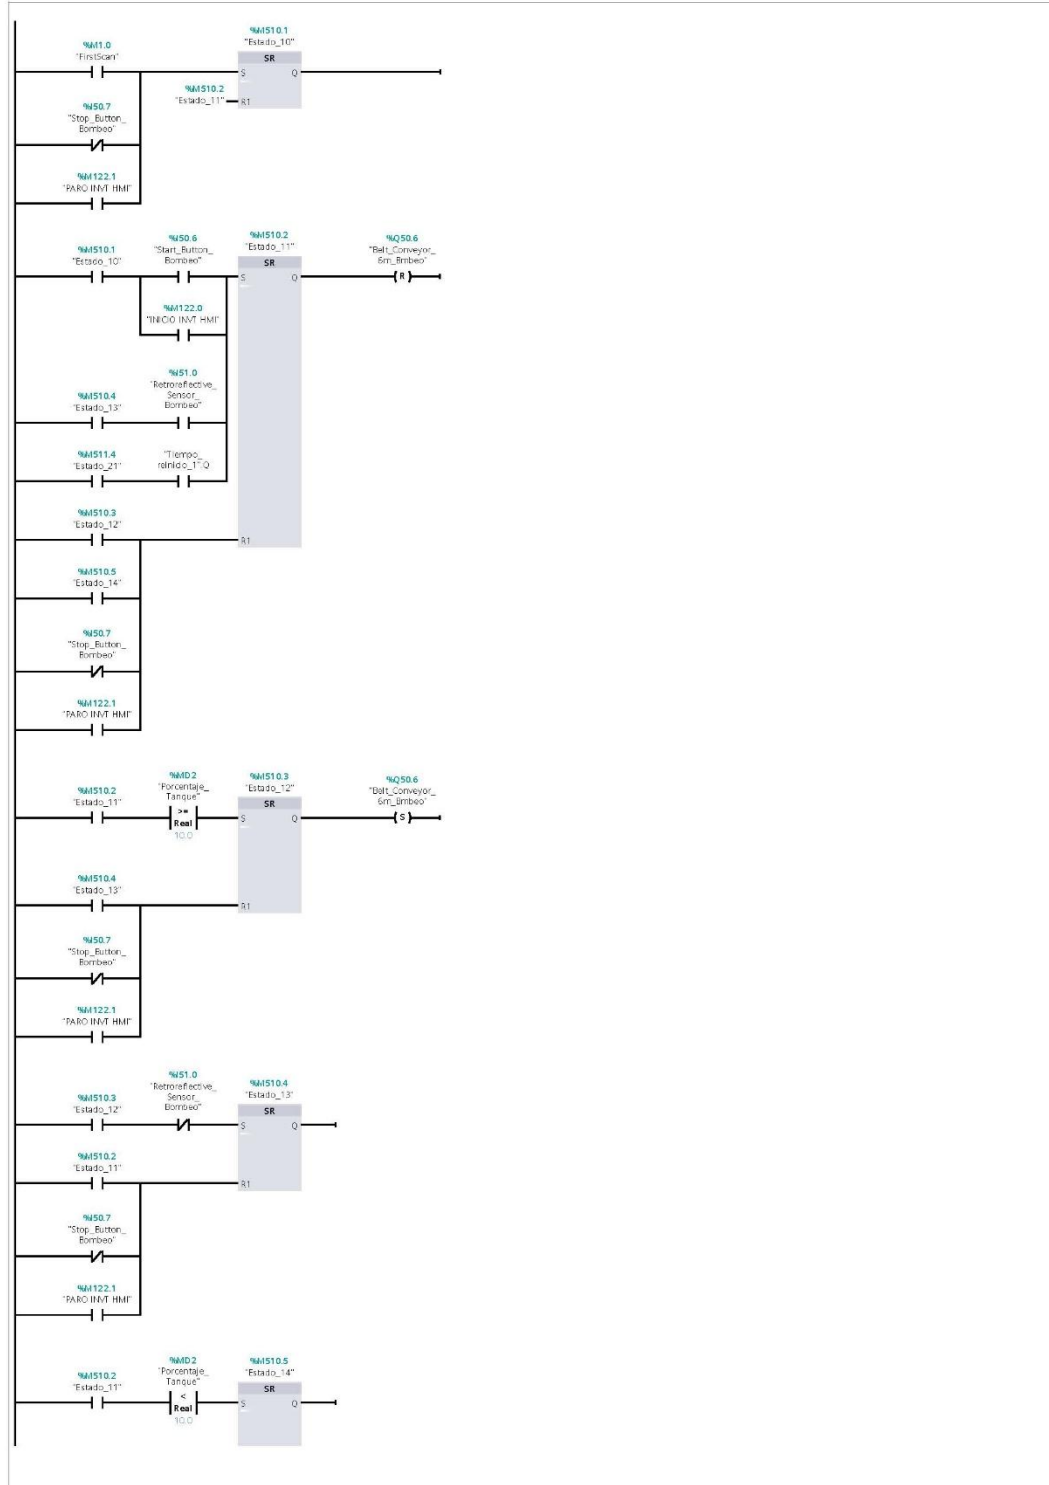 %M1.0
"FirstScan"
%M510.1
"Estado_10"
SR
S
Q
%M510.2
"Estado_11"
R1
%I50.7
"Stop_Button_
Bombeo"
%M122.1
"PARO INVT HMI"
%M510.1
"Estado_10"
%I50.6
"Start_Button_
Bombeo"
%M510.2
"Estado_11"
SR
S
Q
%Q50.6
"Belt_Conveyor_
6m_Bmbeo"
R
%M122.0
"INICIO INVT HMI"
%M510.4
"Estado_13"
%I51.0
"Retroreflective_
Sensor_
Bombeo"
%M511.4
"Estado_21"
"Tiempo_
reinicio_1".Q
%M510.3
"Estado_12"
R1
%M510.5
"Estado_14"
%I50.7
"Stop_Button_
Bombeo"
%M122.1
"PARO INVT HMI"
%M510.2
"Estado_11"
%MD2
"Porcentaje_
Tanque"
>=
Real
10.0
%M510.3
"Estado_12"
SR
S
Q
%Q50.6
"Belt_Conveyor_
6m_Bmbeo"
S
%M510.4
"Estado_13"
R1
%I50.7
"Stop_Button_
Bombeo"
%M122.1
"PARO INVT HMI"
%M510.3
"Estado_12"
%I51.0
"Retroreflective_
Sensor_
Bombeo"
%M510.4
"Estado_13"
SR
S
Q
%M510.2
"Estado_11"
R1
%I50.7
"Stop_Button_
Bombeo"
%M122.1
"PARO INVT HMI"
%M510.2
"Estado_11"
%MD2
"Porcentaje_
Tanque"
<
Real
10.0
%M510.5
"Estado_14"
SR
S
Q